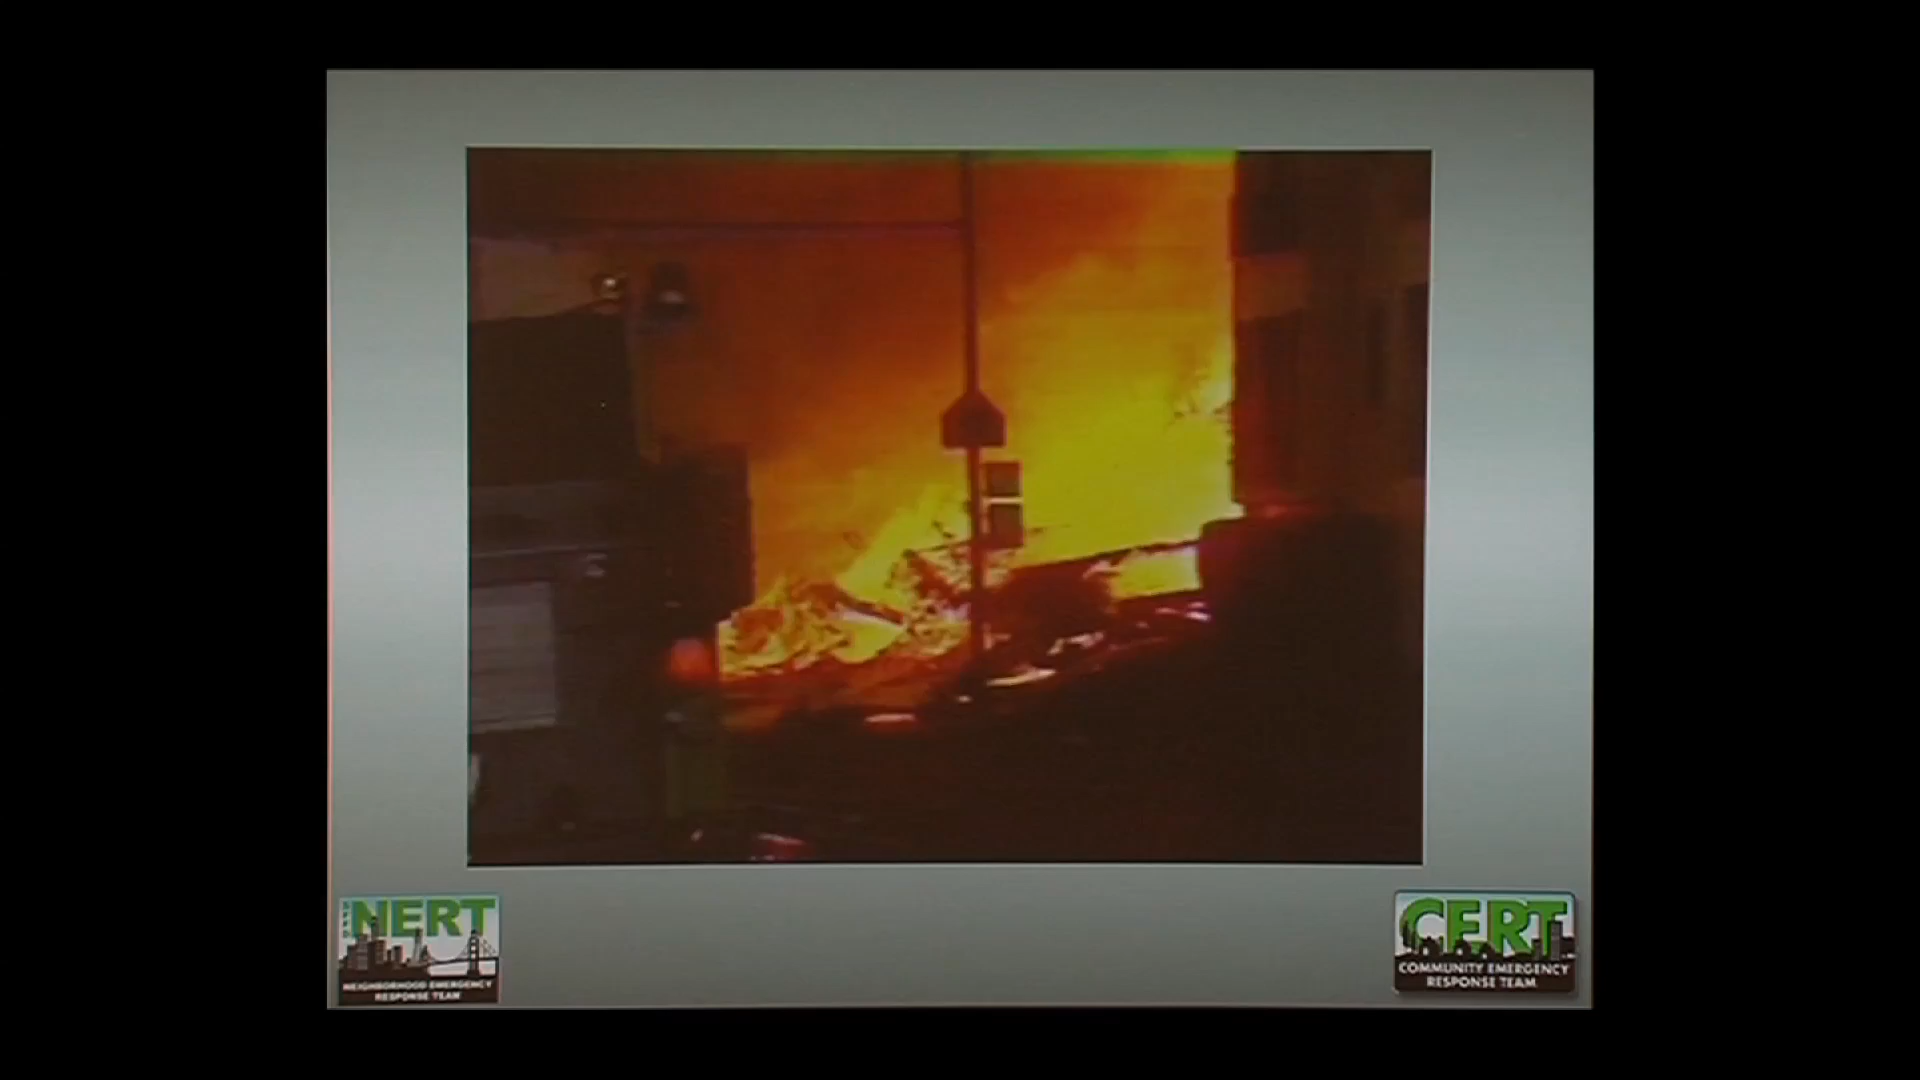 NERT
NEIGHBORHOOD EMERGENCY
RESPONSE TEAM
CERT
COMMUNITY EMERGENCY
RESPONSE TEAM